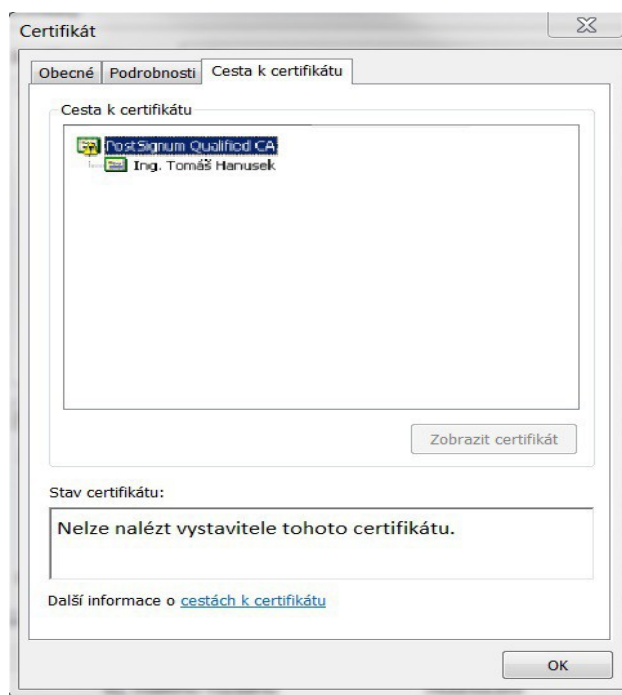 Certifikát
Obecné Podrobnosti Cesta k certifikátu
Cesta k certifikátu
PostSignum Qualified CA
Ing. Tomáš Hanusek
Zobrazit certifikát
Stav certifikátu:
Nelze nalézt vystavitele tohoto certifikátu.
Další informace o cestách k certifikátu
OK